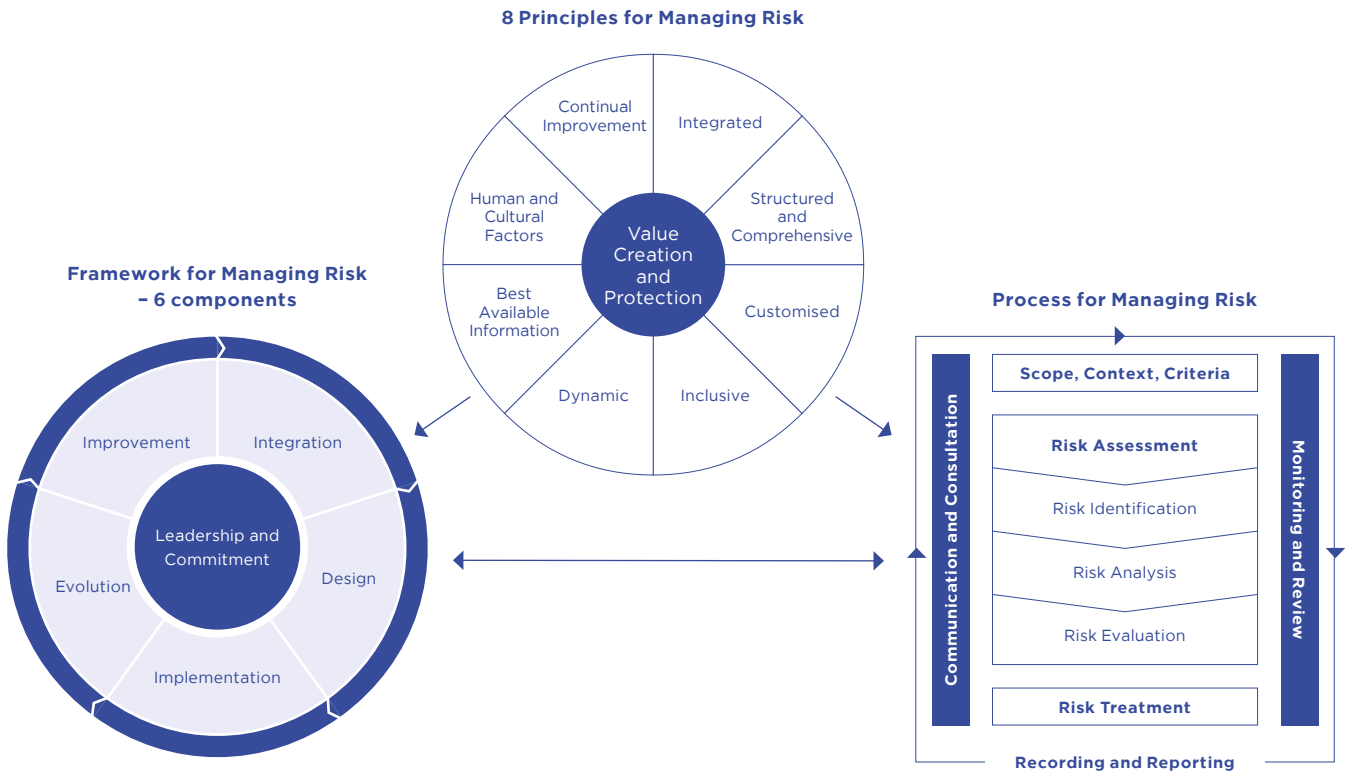 8 Principles for Managing Risk
Continual
Improvement
Integrated
Human and
Cultural
Factors
Structured
and
Comprehensive
Value
Creation
and
Protection
Best
Available
Information
Customised
Dynamic
Inclusive
Framework for Managing Risk
– 6 components
Improvement
Integration
Leadership and
Commitment
Evolution
Design
Implementation
Process for Managing Risk
Communication and Consultation
Scope, Context, Criteria
Risk Assessment
Risk Identification
Risk Analysis
Risk Evaluation
Risk Treatment
Monitoring and Review
Recording and Reporting